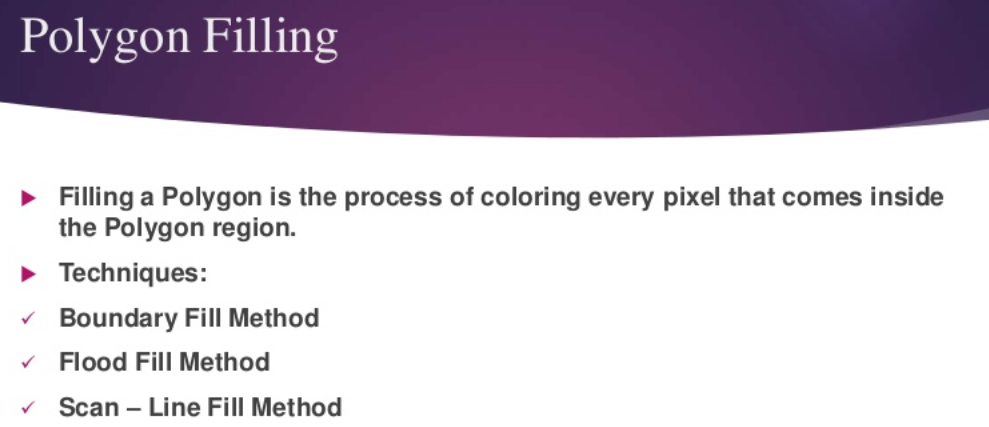 Polygon Filling
Filling a Polygon is the process of coloring every pixel that comes inside
the Polygon region.
Techniques:
Boundary Fill Method
Flood Fill Method
Scan – Line Fill Method